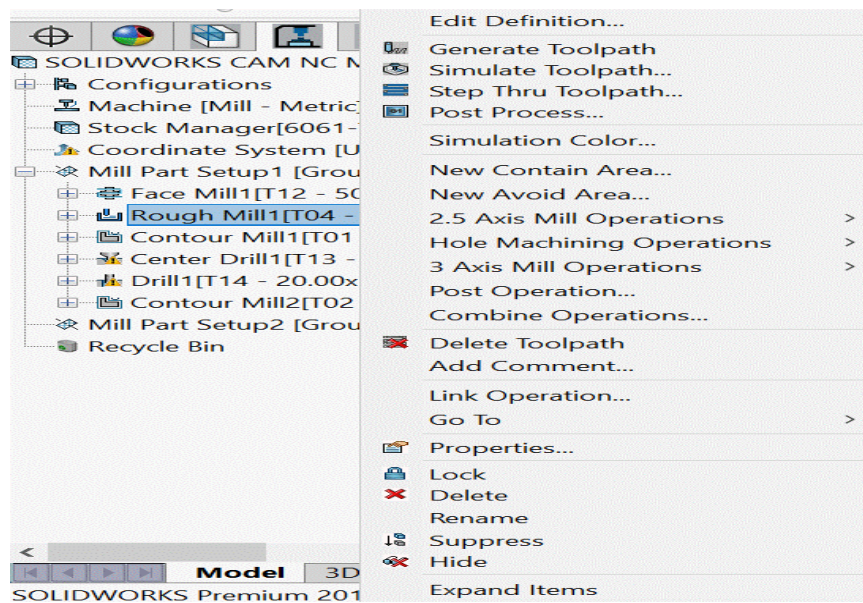 SOLIDWORKS CAM NC M
Configurations
Machine [Mill - Metric]
Stock Manager[6061-
Coordinate System [U
Mill Part Setup1 [Grou
Face Mill1[T12 - 50
Rough Mill1[T04 -
Contour Mill1[T01
Center Drill1[T13 -
Drill1[T14 - 20.00x
Contour Mill2[T02
Mill Part Setup2 [Grou
Recycle Bin
Model 3D
SOLIDWORKS Premium 201
Edit Definition...
Generate Toolpath
Simulate Toolpath...
Step Thru Toolpath...
Post Process...
Simulation Color...
New Contain Area...
New Avoid Area...
2.5 Axis Mill Operations >
Hole Machining Operations >
3 Axis Mill Operations >
Post Operation...
Combine Operations...
Delete Toolpath
Add Comment...
Link Operation...
Go To >
Properties...
Lock
Delete
Rename
Suppress
Hide
Expand Items